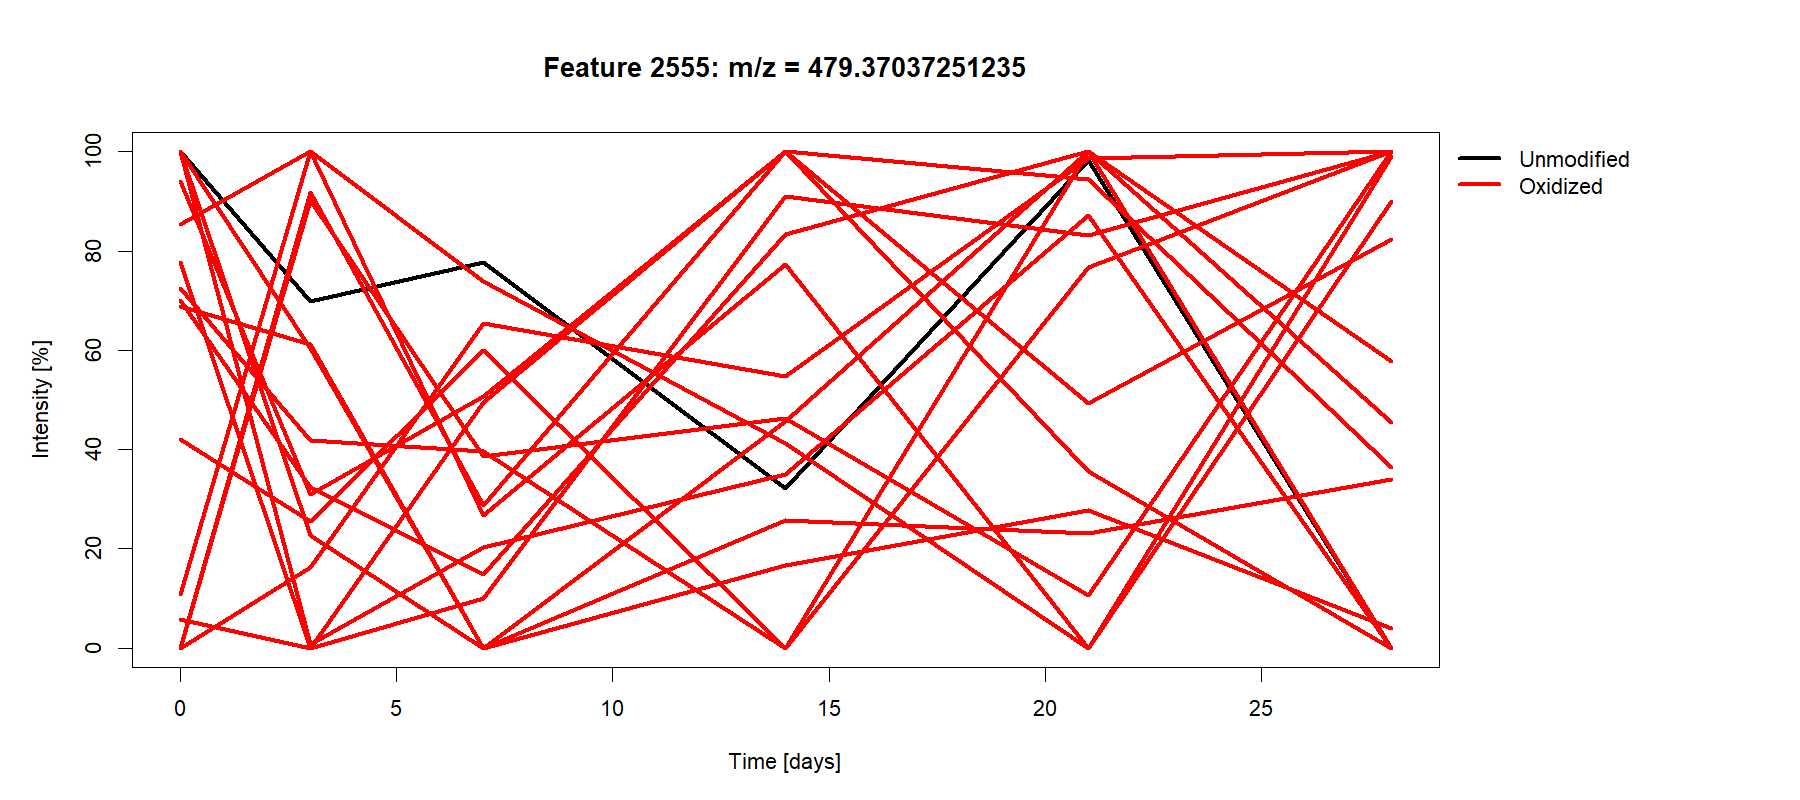 Feature 2555: m/z = 479.37037251235
Unmodified
Oxidized
Intensity [%]
100
80
60
40
20
0
0 5 10 15 20 25
Time [days]